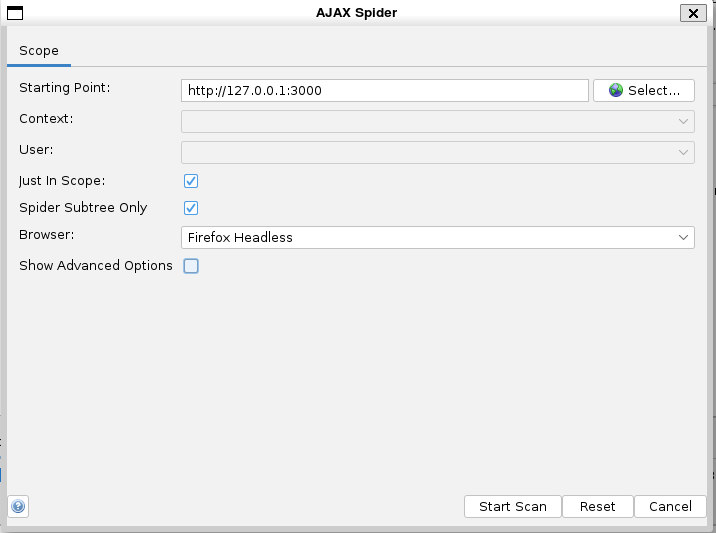 AJAX Spider
Scope
Starting Point:
http://127.0.0.1:3000
Select...
Context:
User:
Just In Scope:
Spider Subtree Only
Browser:
Firefox Headless
Show Advanced Options
Start Scan
Reset
Cancel